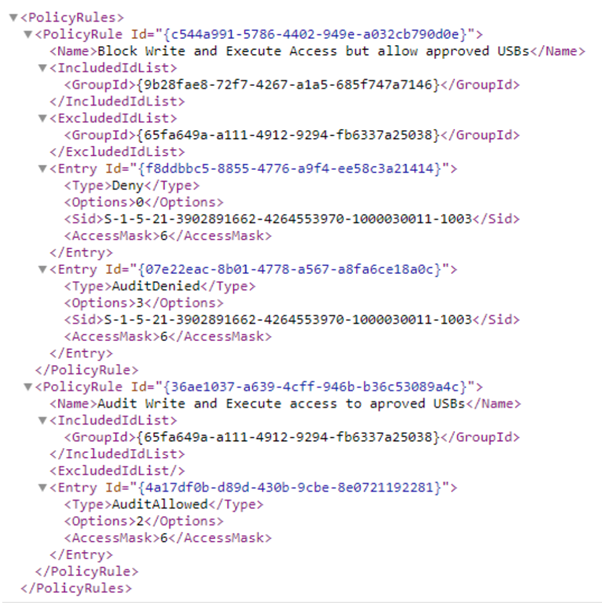 <PolicyRules>
<PolicyRule Id="{c544a991-5786-4402-949e-a032cb790d0e}">
<Name>Block Write and Execute Access but allow approved USBs</Name>
<IncludedIdList>
<GroupId>{9b28fae8-72f7-4267-a1a5-685f747a7146}</GroupId>
</IncludedIdList>
<ExcludedIdList>
<GroupId>{65fa649a-a111-4912-9294-fb6337a25038}</GroupId>
</ExcludedIdList>
<Entry Id="{f8ddbbc5-8855-4776-a9f4-ee58c3a21414}">
<Type>Deny</Type>
<Options>0</Options>
<Sid>S-1-5-21-3902891662-4264553970-1000030011-1003</Sid>
<AccessMask>6</AccessMask>
</Entry>
<Entry Id="{07e22eac-8b01-4778-a567-a8fa6ce18a0c}">
<Type>AuditDenied</Type>
<Options>3</Options>
<Sid>S-1-5-21-3902891662-4264553970-1000030011-1003</Sid>
<AccessMask>6</AccessMask>
</Entry>
</PolicyRule>
<PolicyRule Id="{36ae1037-a639-4cff-946b-b36c53089a4c}">
<Name>Audit Write and Execute access to aproved USBs</Name>
<IncludedIdList>
<GroupId>{65fa649a-a111-4912-9294-fb6337a25038}</GroupId>
</IncludedIdList>
<ExcludedIdList/>
<Entry Id="{4a17df0b-d89d-430b-9cbe-8e0721192281}">
<Type>AuditAllowed</Type>
<Options>2</Options>
<AccessMask>6</AccessMask>
</Entry>
</PolicyRule>
</PolicyRules>